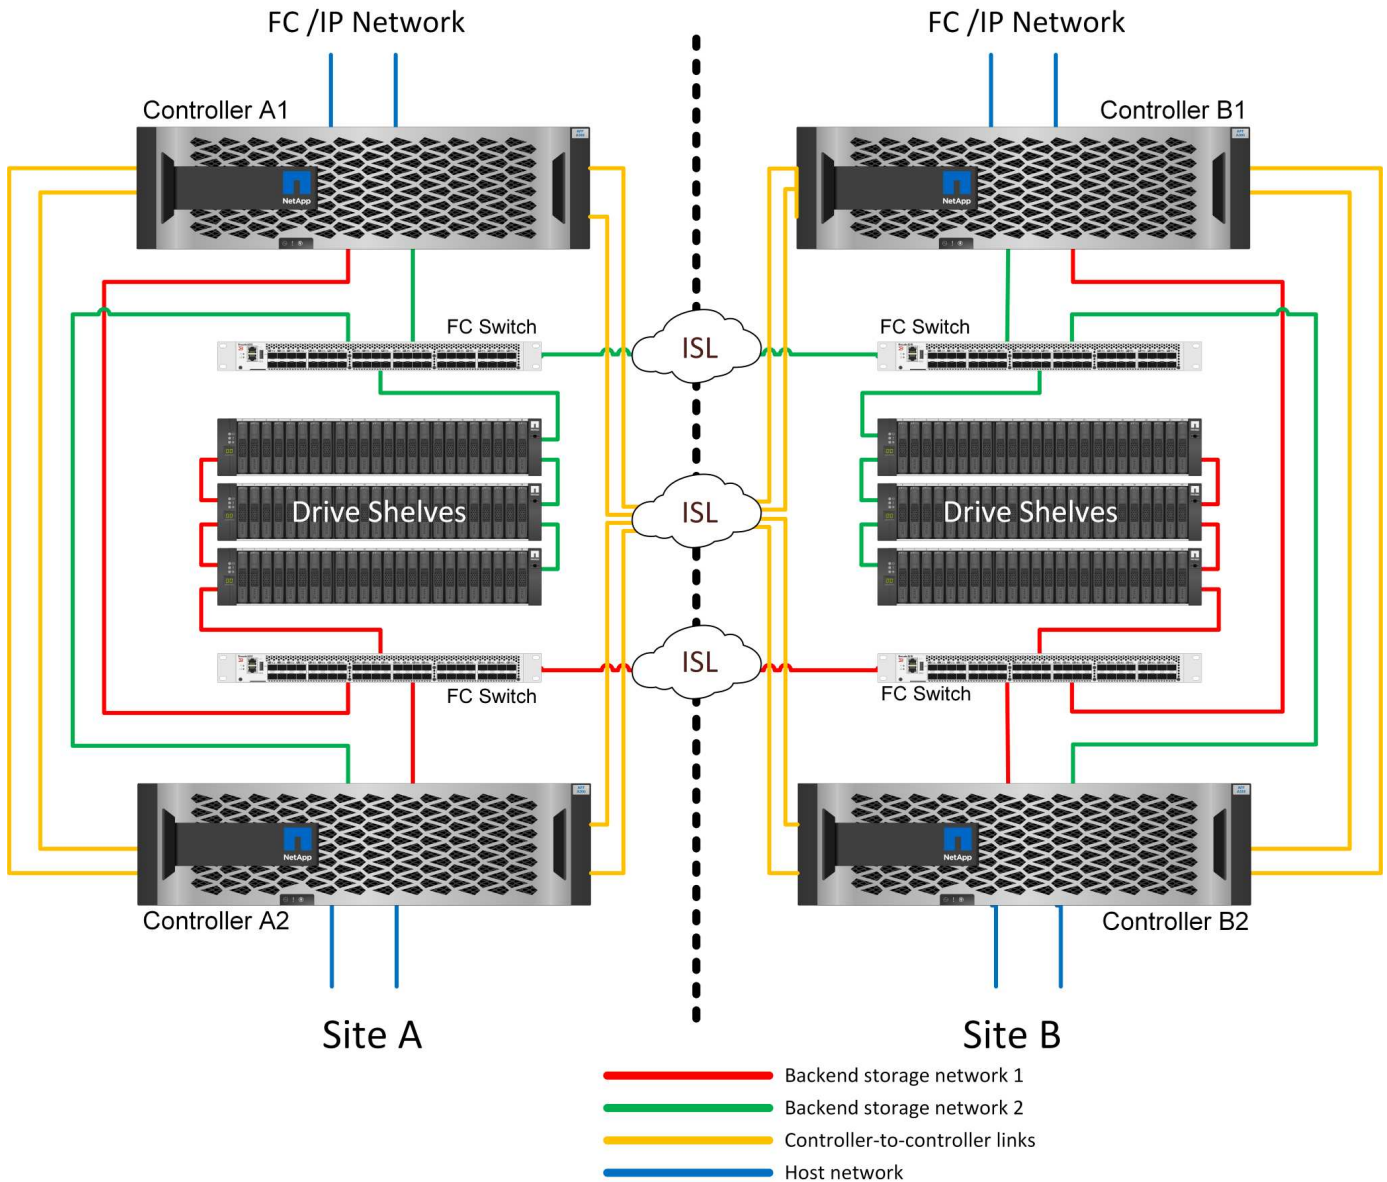 FC /IP Network
FC /IP Network
Controller A1
Controller B1
NetApp
NetApp
FC Switch
ISL
FC Switch
Drive Shelves
ISL
Drive Shelves
ISL
FC Switch
FC Switch
NetApp
NetApp
Controller A2
Controller B2
Site A
Site B
Backend storage network 1
Backend storage network 2
Controller-to-controller links
Host network